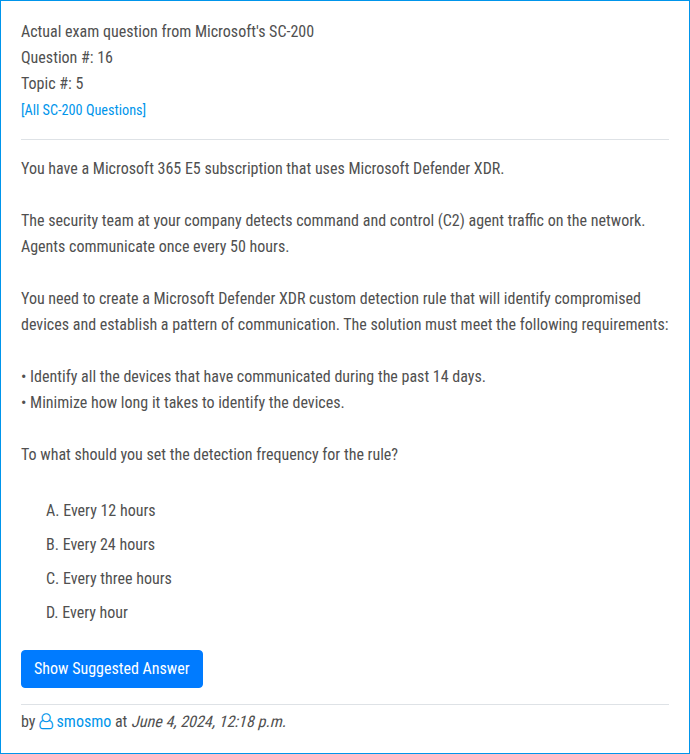 Actual exam question from Microsoft's SC-200
Question #: 16
Topic #: 5
[All SC-200 Questions]
You have a Microsoft 365 E5 subscription that uses Microsoft Defender XDR.
The security team at your company detects command and control (C2) agent traffic on the network.
Agents communicate once every 50 hours.
You need to create a Microsoft Defender XDR custom detection rule that will identify compromised
devices and establish a pattern of communication. The solution must meet the following requirements:
• Identify all the devices that have communicated during the past 14 days.
• Minimize how long it takes to identify the devices.
To what should you set the detection frequency for the rule?
A. Every 12 hours
B. Every 24 hours
C. Every three hours
D. Every hour
Show Suggested Answer
by smosmo at June 4, 2024, 12:18 p.m.